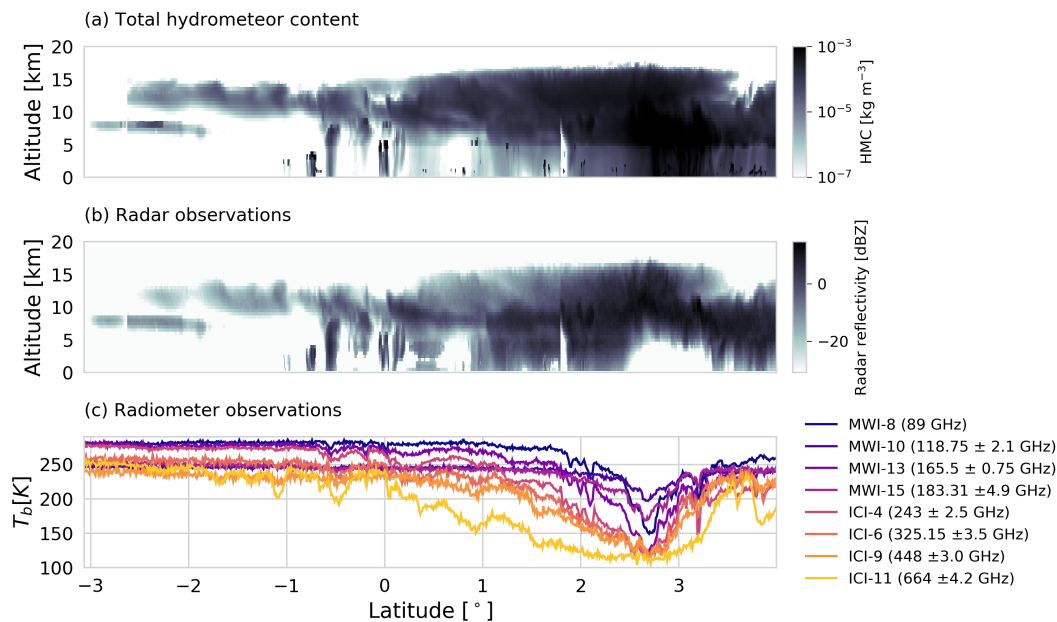 (a) Total hydrometeor content
20
15
10
5
0
Altitude [km]
10⁻³
10⁻⁵
10⁻⁷
HMC [kg m⁻³]
(b) Radar observations
20
15
10
5
0
Altitude [km]
0
−20
Radar reflectivity [dBZ]
(c) Radiometer observations
250
200
150
100
T_b[K]
−3
−2
−1
0
1
2
3
Latitude [°]
MWI-8 (89 GHz)
MWI-10 (118.75 ± 2.1 GHz)
MWI-13 (165.5 ± 0.75 GHz)
MWI-15 (183.31 ±4.9 GHz)
ICI-4 (243 ± 2.5 GHz)
ICI-6 (325.15 ±3.5 GHz)
ICI-9 (448 ±3.0 GHz)
ICI-11 (664 ±4.2 GHz)